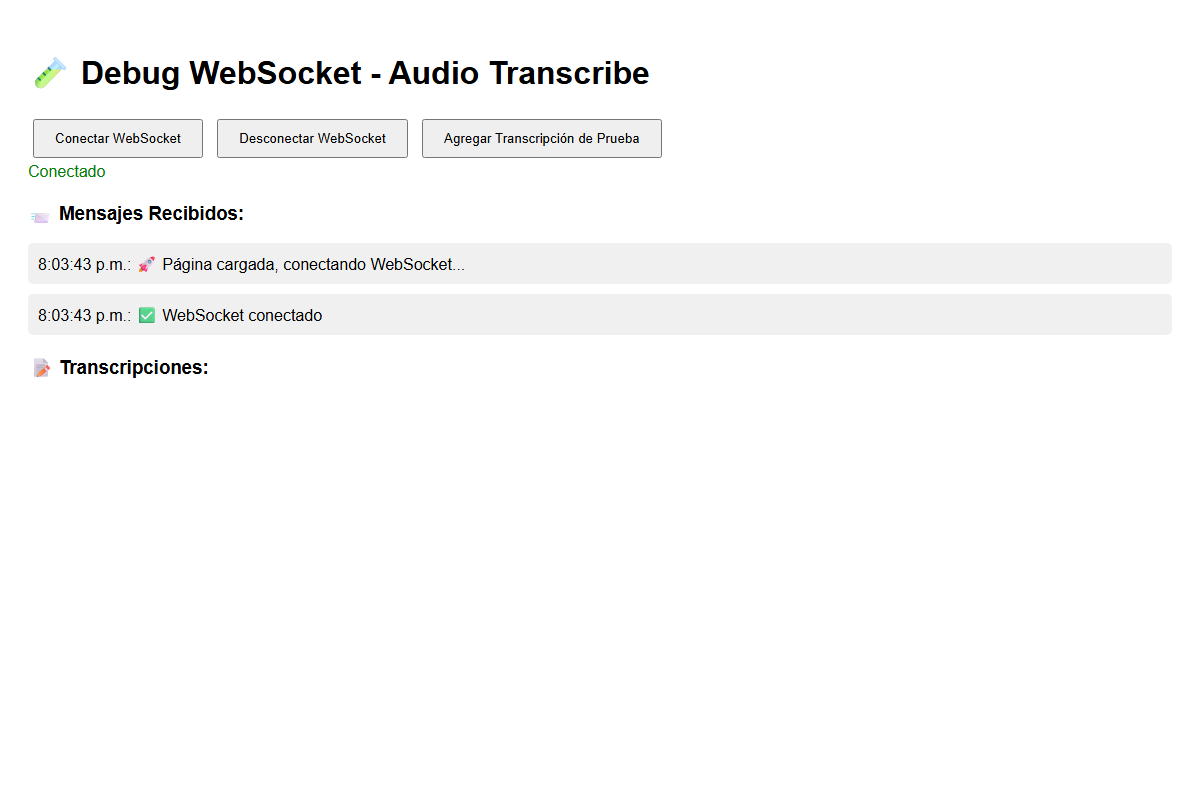 🧪 Debug WebSocket - Audio Transcribe
Conectar WebSocket Desconectar WebSocket Agregar Transcripción de Prueba
Conectado
📨 Mensajes Recibidos:
8:03:43 p.m.: 🚀 Página cargada, conectando WebSocket...
8:03:43 p.m.: ✅ WebSocket conectado
📝 Transcripciones: